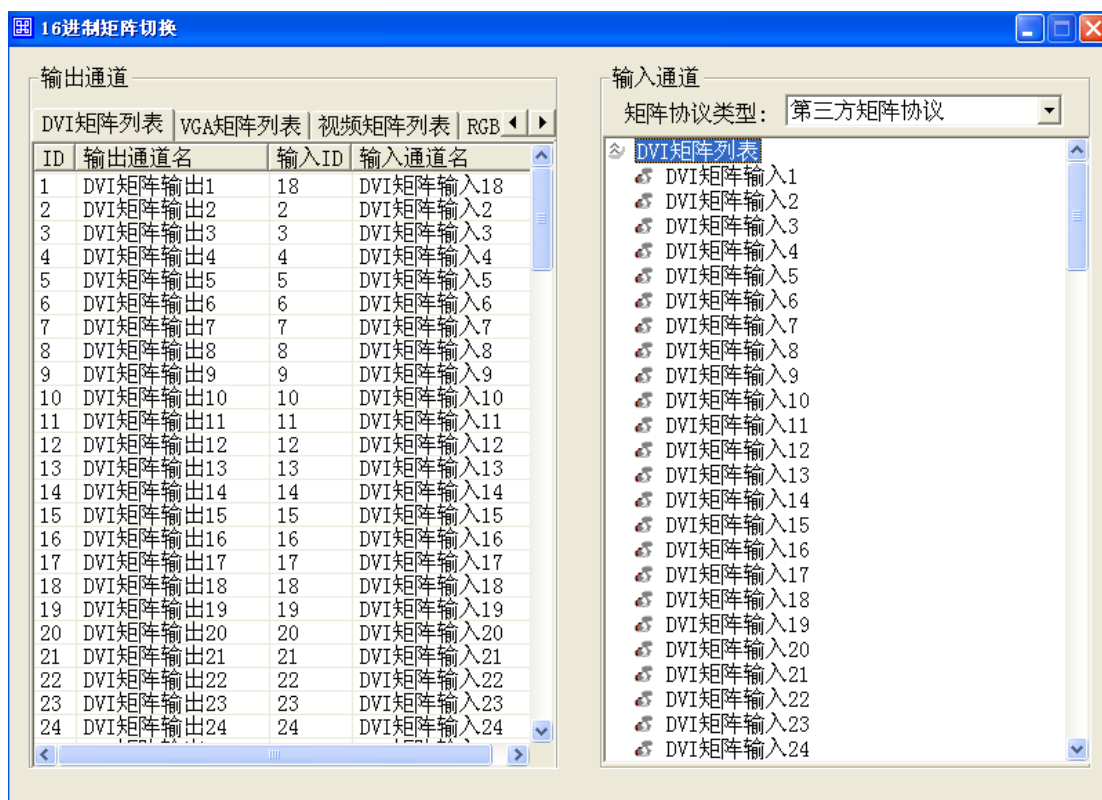 16进制矩阵切换
输出通道
DVI矩阵列表 VGA矩阵列表 视频矩阵列表 RGB
ID 输出通道名 输入ID 输入通道名
1 DVI矩阵输出1 18 DVI矩阵输入18
2 DVI矩阵输出2 2 DVI矩阵输入2
3 DVI矩阵输出3 3 DVI矩阵输入3
4 DVI矩阵输出4 4 DVI矩阵输入4
5 DVI矩阵输出5 5 DVI矩阵输入5
6 DVI矩阵输出6 6 DVI矩阵输入6
7 DVI矩阵输出7 7 DVI矩阵输入7
8 DVI矩阵输出8 8 DVI矩阵输入8
9 DVI矩阵输出9 9 DVI矩阵输入9
10 DVI矩阵输出10 10 DVI矩阵输入10
11 DVI矩阵输出11 11 DVI矩阵输入11
12 DVI矩阵输出12 12 DVI矩阵输入12
13 DVI矩阵输出13 13 DVI矩阵输入13
14 DVI矩阵输出14 14 DVI矩阵输入14
15 DVI矩阵输出15 15 DVI矩阵输入15
16 DVI矩阵输出16 16 DVI矩阵输入16
17 DVI矩阵输出17 17 DVI矩阵输入17
18 DVI矩阵输出18 18 DVI矩阵输入18
19 DVI矩阵输出19 19 DVI矩阵输入19
20 DVI矩阵输出20 20 DVI矩阵输入20
21 DVI矩阵输出21 21 DVI矩阵输入21
22 DVI矩阵输出22 22 DVI矩阵输入22
23 DVI矩阵输出23 23 DVI矩阵输入23
24 DVI矩阵输出24 24 DVI矩阵输入24
输入通道
矩阵协议类型: 第三方矩阵协议
DVI矩阵列表
DVI矩阵输入1
DVI矩阵输入2
DVI矩阵输入3
DVI矩阵输入4
DVI矩阵输入5
DVI矩阵输入6
DVI矩阵输入7
DVI矩阵输入8
DVI矩阵输入9
DVI矩阵输入10
DVI矩阵输入11
DVI矩阵输入12
DVI矩阵输入13
DVI矩阵输入14
DVI矩阵输入15
DVI矩阵输入16
DVI矩阵输入17
DVI矩阵输入18
DVI矩阵输入19
DVI矩阵输入20
DVI矩阵输入21
DVI矩阵输入22
DVI矩阵输入23
DVI矩阵输入24